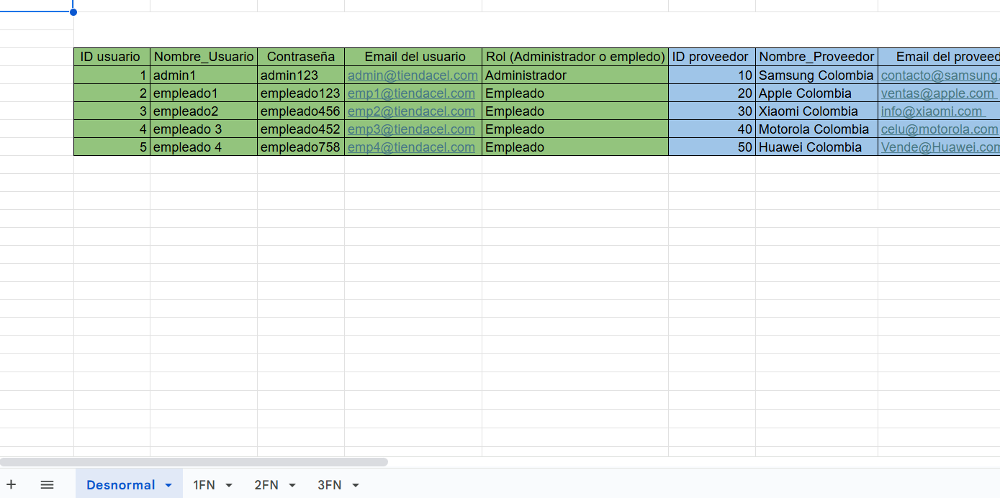 ID usuario Nombre_Usuario Contraseña Email del usuario Rol (Administrador o empledo) ID proveedor Nombre_Proveedor Email del proveed
1 admin1 admin123 admin@tiendacel.com Administrador 10 Samsung Colombia contacto@samsung.
2 empleado1 empleado123 emp1@tiendacel.com Empleado 20 Apple Colombia ventas@apple.com
3 empleado2 empleado456 emp2@tiendacel.com Empleado 30 Xiaomi Colombia info@xiaomi.com
4 empleado 3 empleado452 emp3@tiendacel.com Empleado 40 Motorola Colombia celu@motorola.com
5 empleado 4 empleado758 emp4@tiendacel.com Empleado 50 Huawei Colombia Vende@Huawei.com
Desnormal 1FN 2FN 3FN